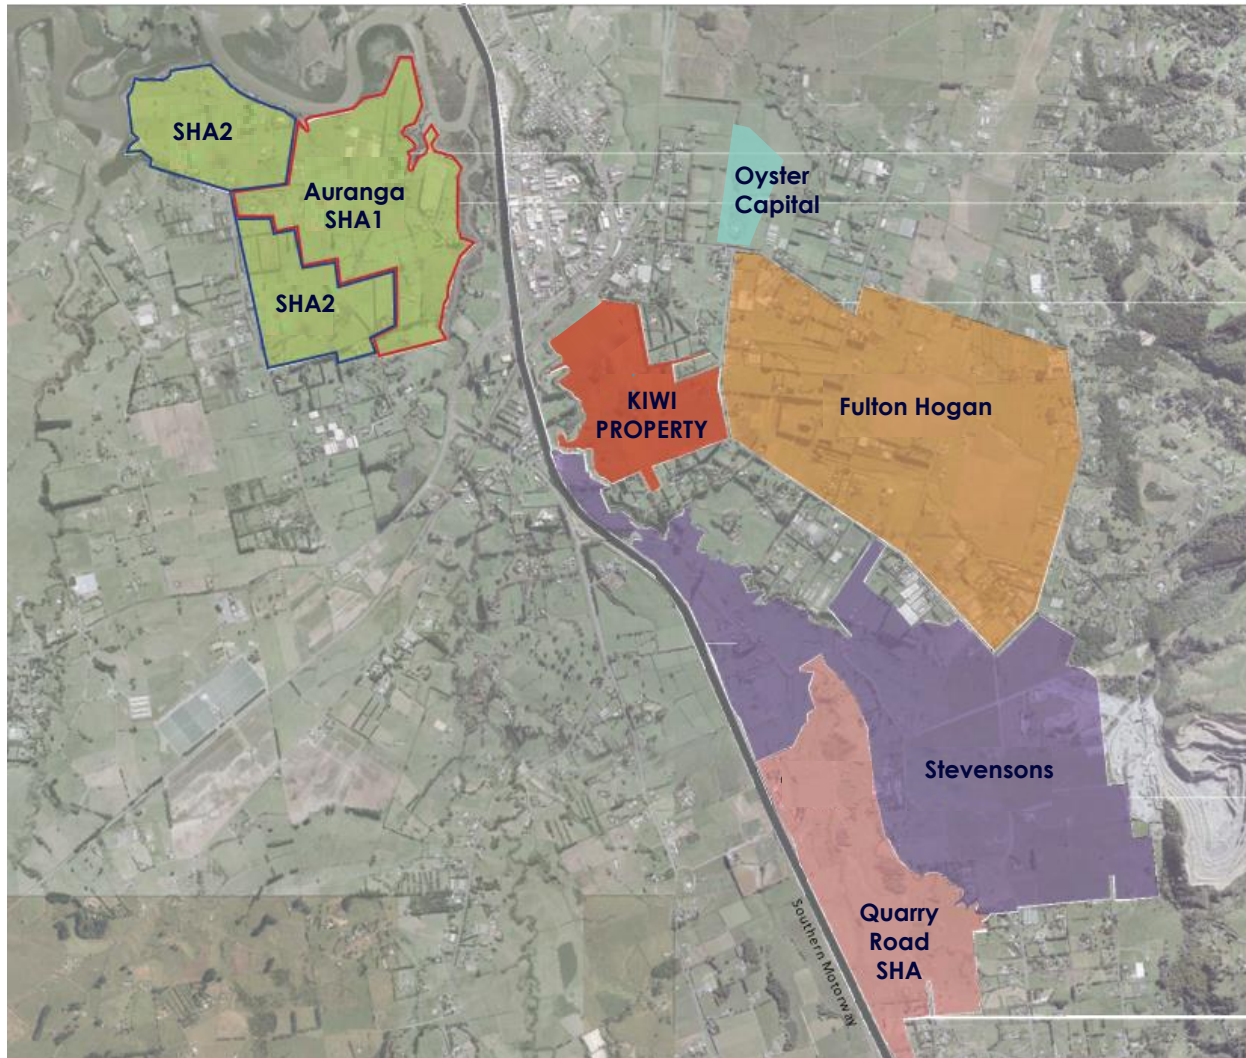 SHA2
Auranga
SHA1
SHA2
Oyster
Capital
KIWI
PROPERTY
Fulton Hogan
Stevensons
Quarry
Road
SHA
Southern Motorway